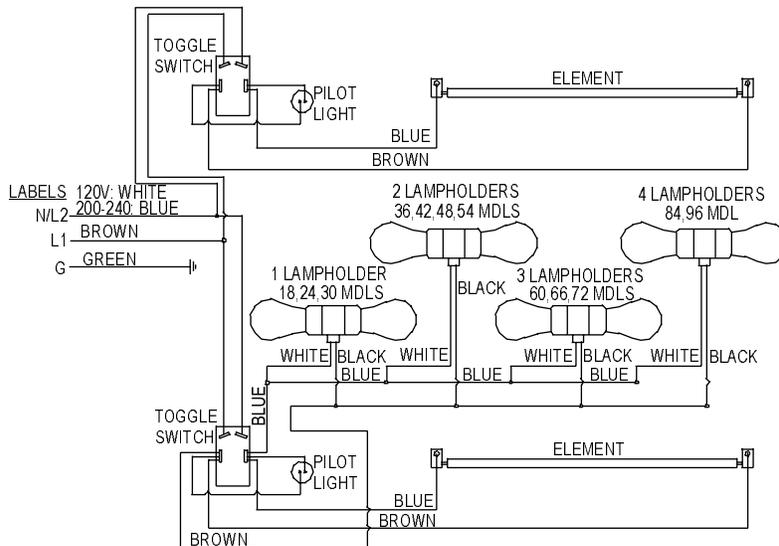 TOGGLE
SWITCH
PILOT
LIGHT
ELEMENT
BLUE
BROWN
LABELS 120V: WHITE
N/L2 200-240: BLUE
L1 BROWN
G GREEN
2 LAMPHOLDERS
36,42,48,54 MDLS
4 LAMPHOLDERS
84,96 MDL
1 LAMPHOLDER
18,24,30 MDLS
BLACK
3 LAMPHOLDERS
60,66,72 MDLS
WHITE BLACK WHITE WHITE BLACK WHITE BLACK
BLUE BLUE BLUE
BLUE
TOGGLE
SWITCH
PILOT
LIGHT
ELEMENT
BLUE
BROWN
BROWN